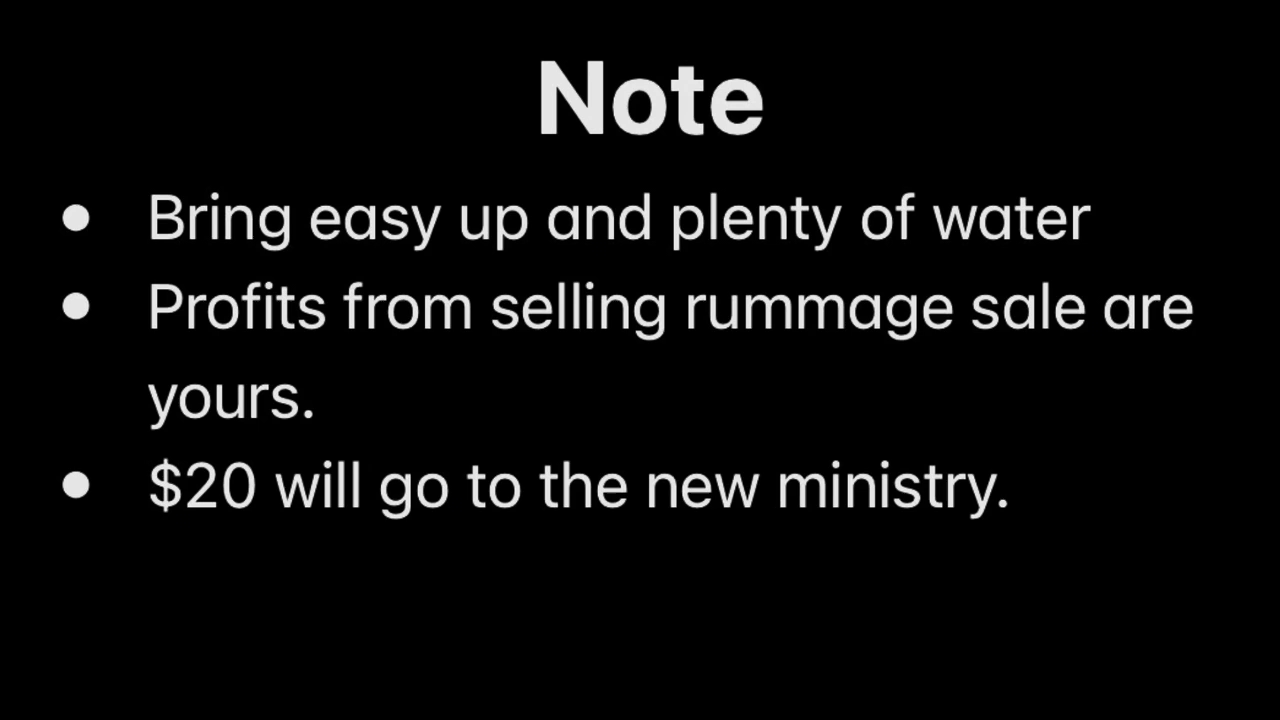 Note
• Bring easy up and plenty of water
• Profits from selling rummage sale are
yours.
• $20 will go to the new ministry.